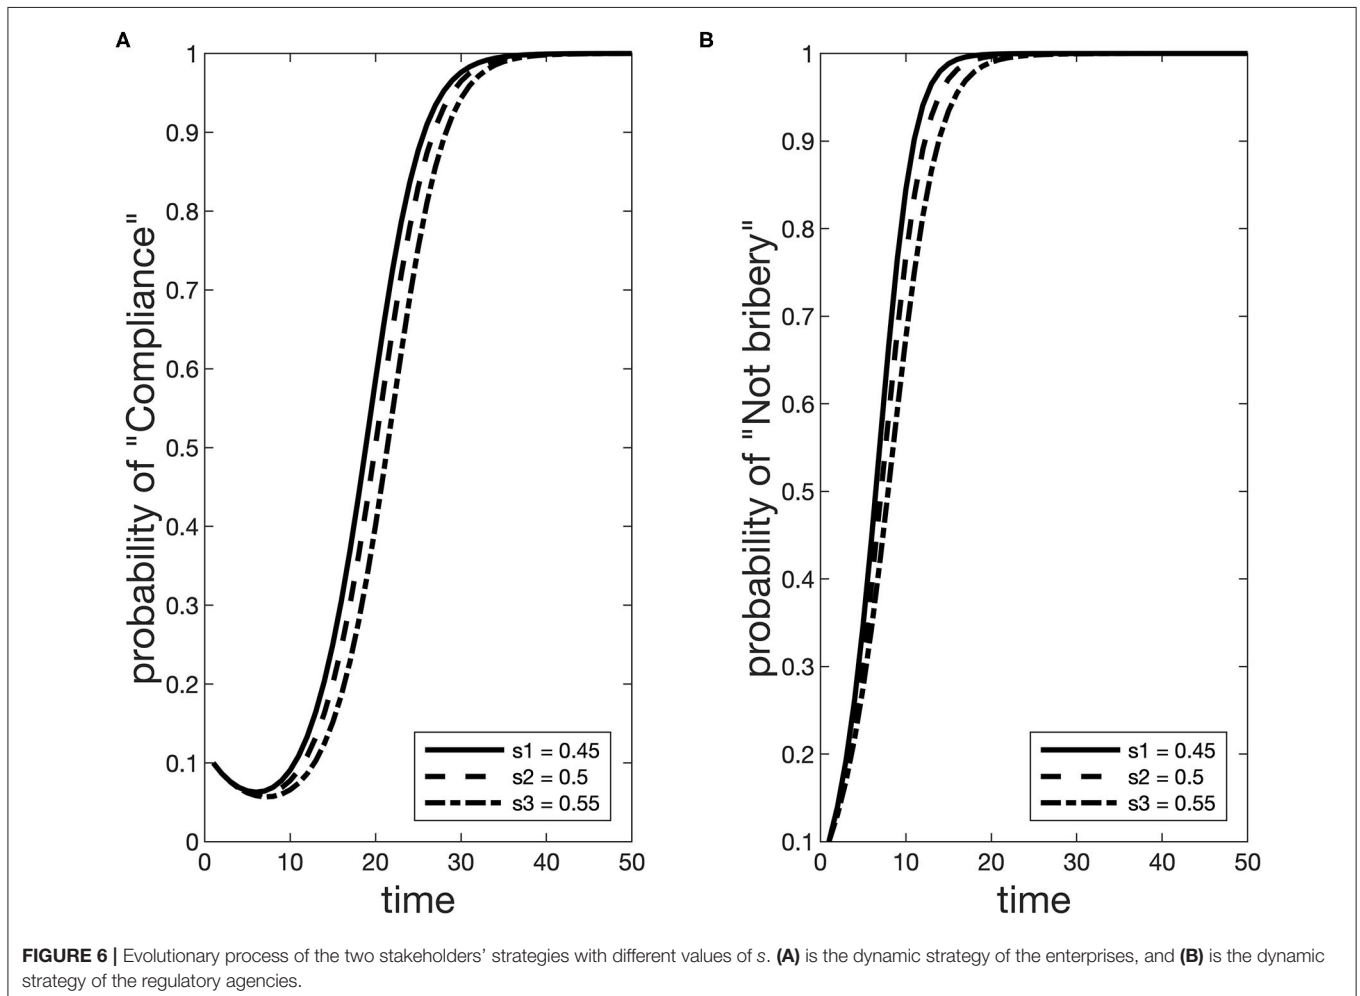 A
probability of "Compliance"
1
0.9
0.8
0.7
0.6
0.5
0.4
0.3
0.2
0.1
0
0 10 20 30 40 50
time
s1 = 0.45
s2 = 0.5
s3 = 0.55
B
probability of "Not bribery"
1
0.9
0.8
0.7
0.6
0.5
0.4
0.3
0.2
0.1
0 10 20 30 40 50
time
s1 = 0.45
s2 = 0.5
s3 = 0.55
FIGURE 6 | Evolutionary process of the two stakeholders' strategies with different values of s. (A) is the dynamic strategy of the enterprises, and (B) is the dynamic
strategy of the regulatory agencies.